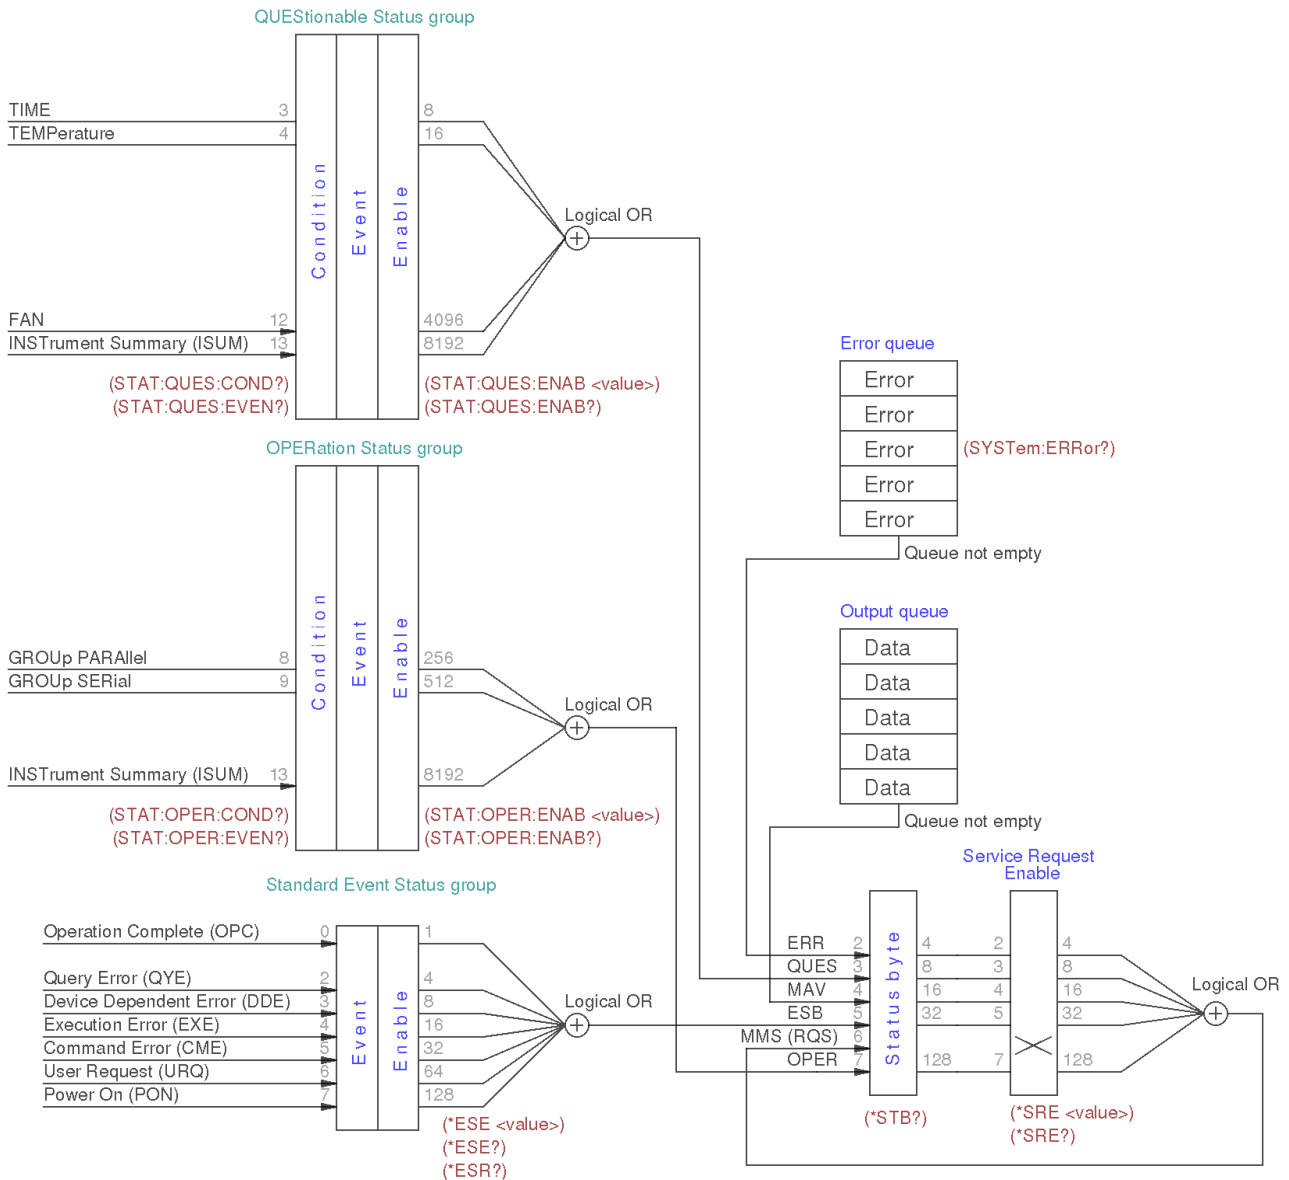 QUEStionable Status group
TIME 3 8
TEMPerature 4 16
Condition
Event
Enable
Logical OR
FAN 12 4096
INSTrument Summary (ISUM) 13 8192
(STAT:QUES:COND?) (STAT:QUES:ENAB <value>)
(STAT:QUES:EVEN?) (STAT:QUES:ENAB?)
OPERation Status group
GROUp PARAllel 8 256
GROUp SERial 9 512
Condition
Event
Enable
Logical OR
INSTrument Summary (ISUM) 13 8192
(STAT:OPER:COND?) (STAT:OPER:ENAB <value>)
(STAT:OPER:EVEN?) (STAT:OPER:ENAB?)
Standard Event Status group
Operation Complete (OPC) 0 1
Query Error (QYE) 2 4
Device Dependent Error (DDE) 3 8
Execution Error (EXE) 4 16
Command Error (CME) 5 32
User Request (URQ) 6 64
Power On (PON) 7 128
Event
Enable
Logical OR
(*ESE <value>)
(*ESE?)
(*ESR?)
Error queue
Error
Error
Error
Error
Error
(SYSTem:ERRor?)
Queue not empty
Output queue
Data
Data
Data
Data
Data
Queue not empty
Service Request
Enable
ERR 2 4 2 4
QUES 3 8 3 8
MAV 4 16 4 16
ESB 5 32 5 32
MMS (RQS) 6
OPER 7 128 7 128
Status byte
Logical OR
(*STB?)
(*SRE <value>)
(*SRE?)